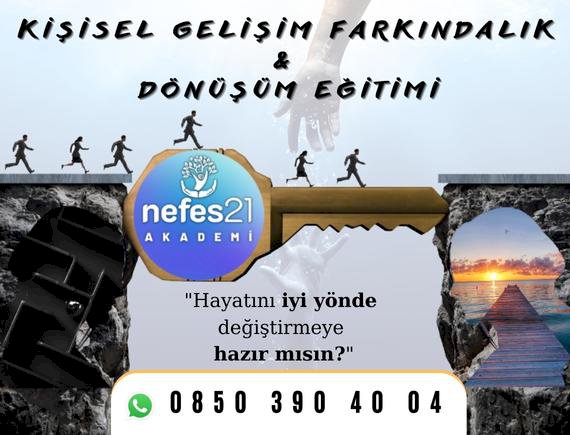 KİŞİSEL GELİŞİM FARKINDALIK
&
DÖNÜŞÜM EĞİTİMİ
nefes21
AKADEMİ
"Hayatını iyi yönde
değiştirmeye
hazır mısın?"
0850 390 40 04